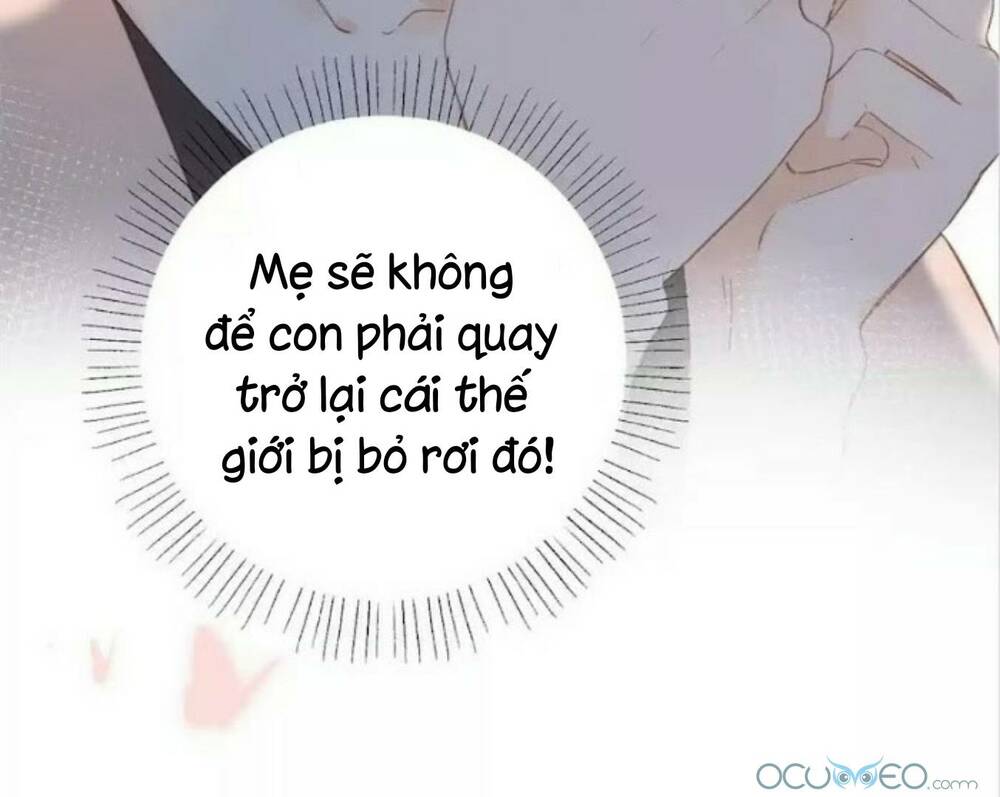 Mẹ sẽ không
để con phải quay
trở lại cái thế
giới bị bỏ rơi đó!
OCUMEO.com